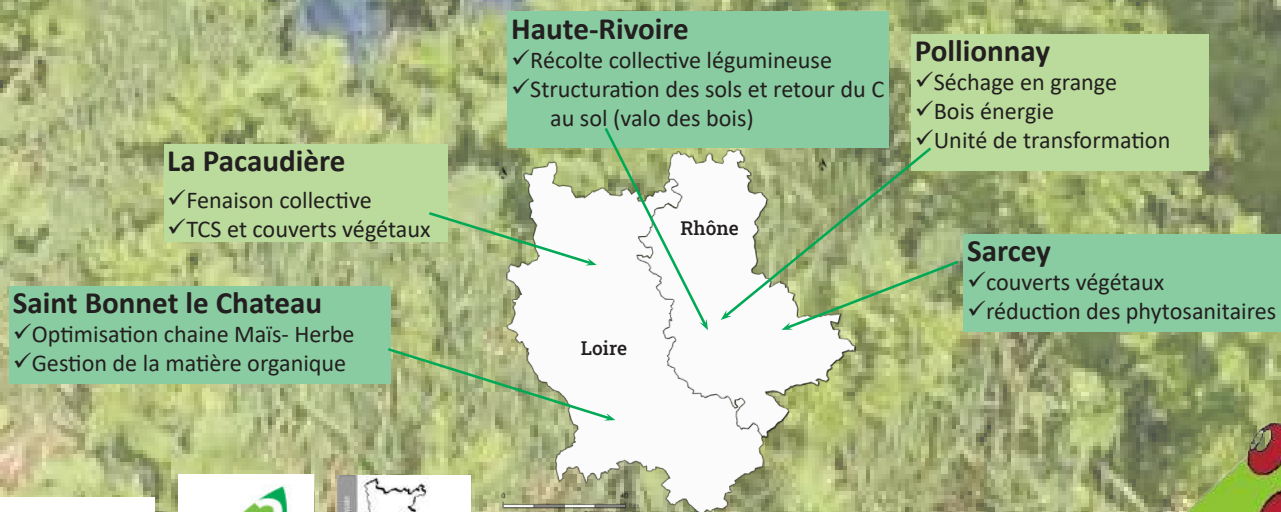 Haute-Rivoire
✓Récolte collective légumineuse
✓Structuration des sols et retour du C
au sol (valo des bois)
Pollionnay
✓Séchage en grange
✓Bois énergie
✓Unité de transformation
La Pacaudière
✓Fenaison collective
✓TCS et couverts végétaux
Rhône
Sarcey
✓couverts végétaux
✓réduction des phytosanitaires
Saint Bonnet le Chateau
✓Optimisation chaine Maïs- Herbe
✓Gestion de la matière organique
Loire